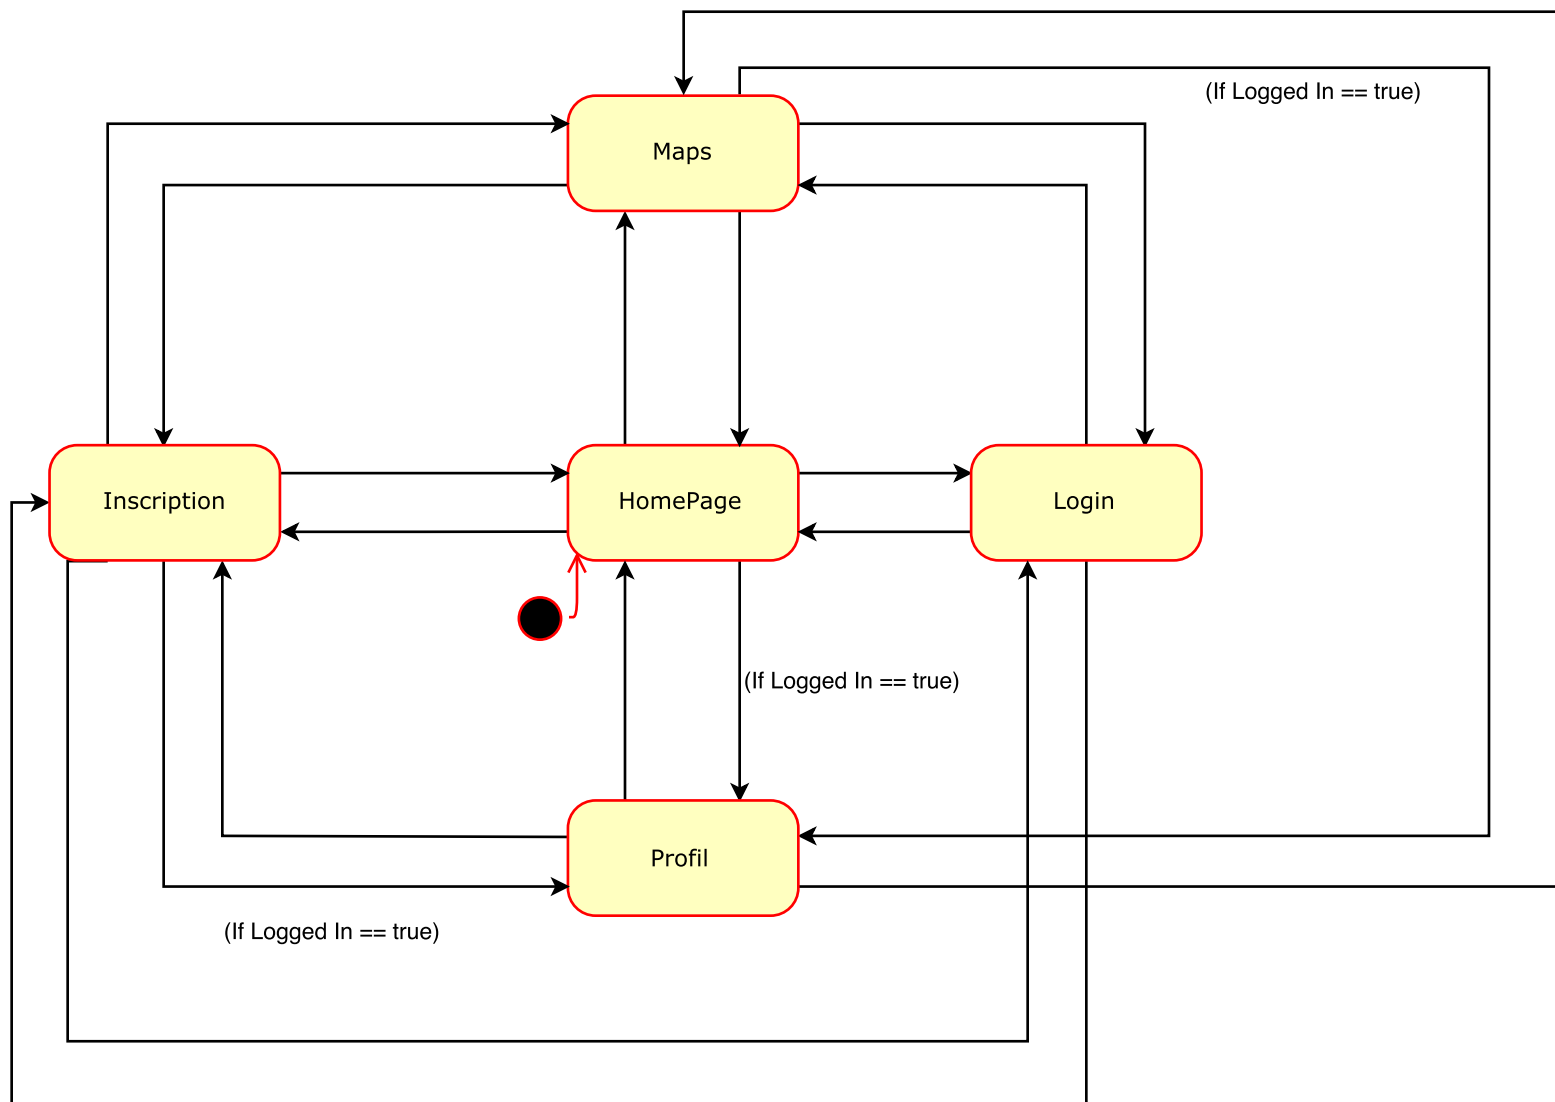 (If Logged In == true)
Maps
Inscription
HomePage
Login
(If Logged In == true)
Profil
(If Logged In == true)